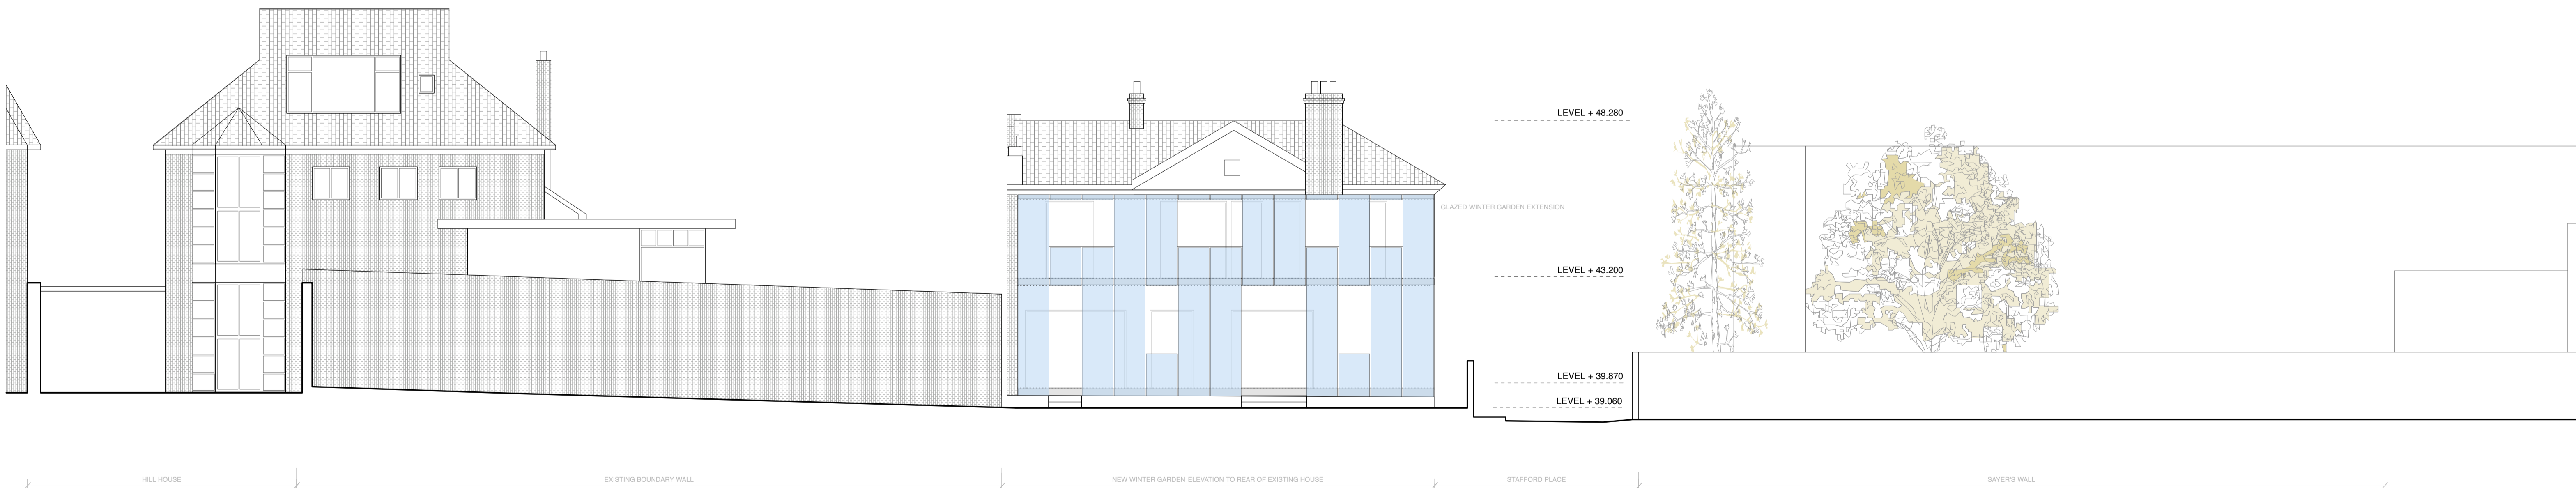 LEVEL + 48.280
GLAZED WINTER GARDEN EXTENSION
LEVEL + 43.200
LEVEL + 39.870
LEVEL + 39.060
HILL HOUSE
EXISTING BOUNDARY WALL
NEW WINTER GARDEN ELEVATION TO REAR OF EXISTING HOUSE
STAFFORD PLACE
SAYER'S WALL